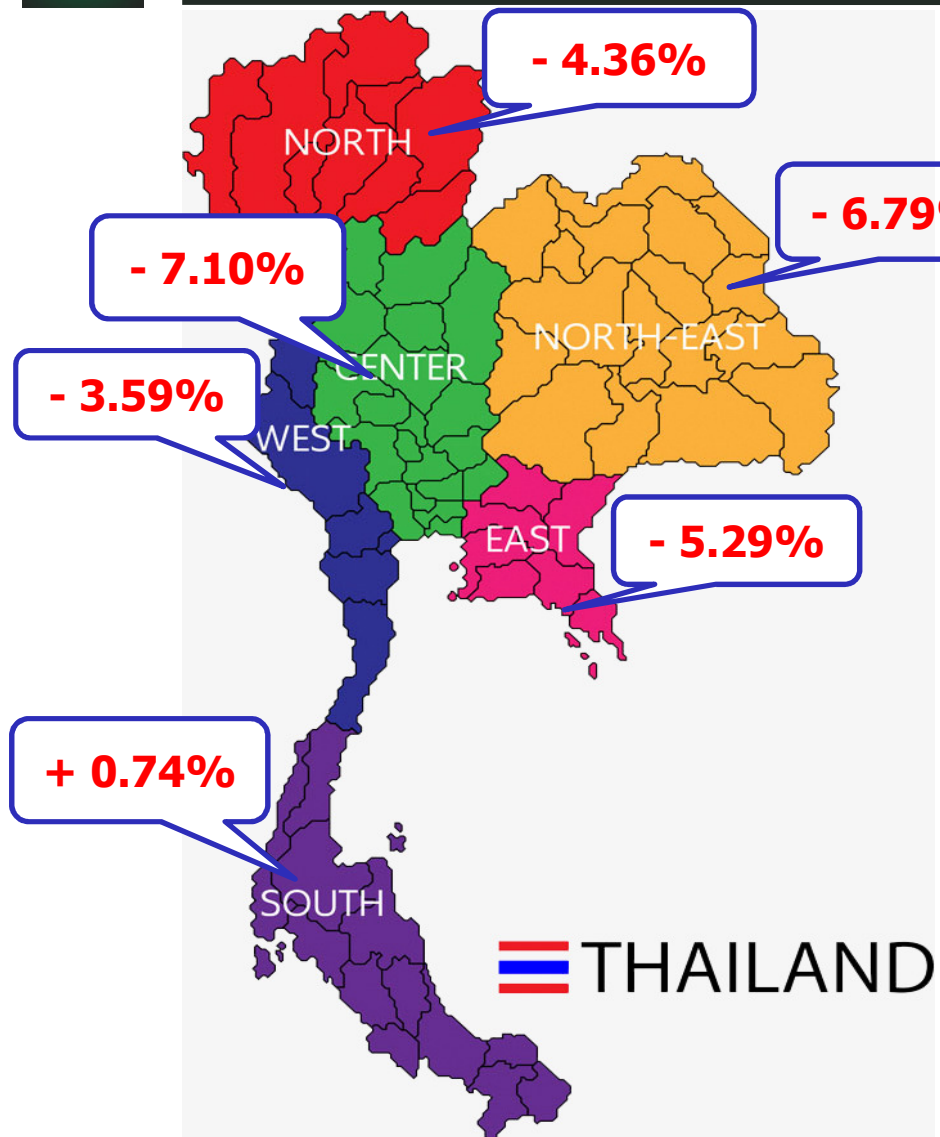 - 4.36%
NORTH
- 6.79%
- 7.10%
NORTH-EAST
CENTER
- 3.59%
WEST
EAST
- 5.29%
+ 0.74%
SOUTH
THAILAND